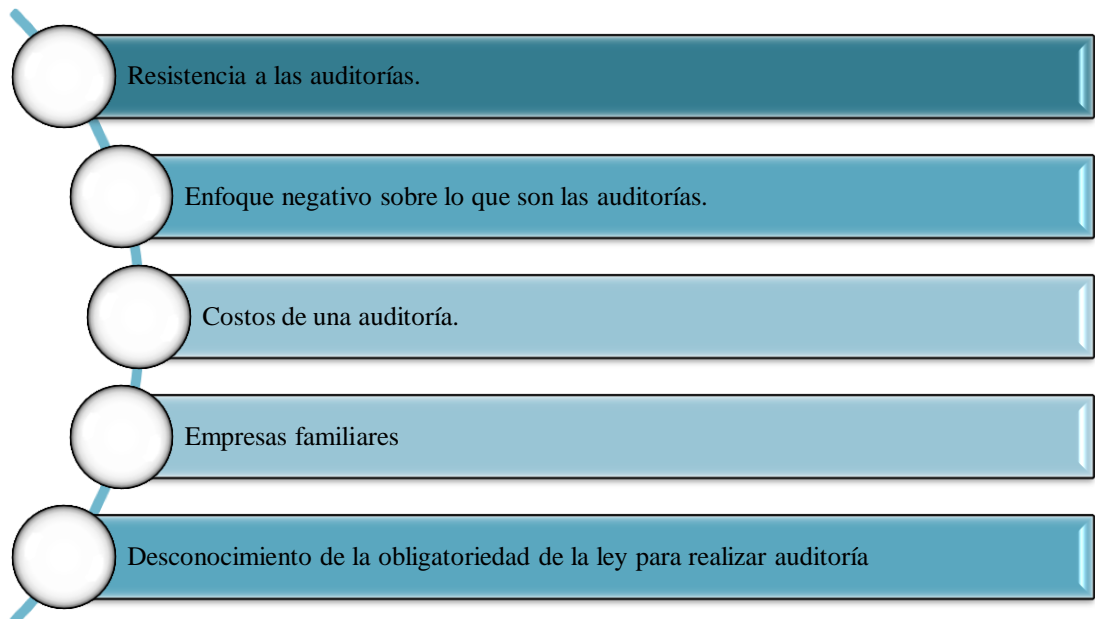 Resistencia a las auditorías.
Enfoque negativo sobre lo que son las auditorías.
Costos de una auditoría.
Empresas familiares
Desconocimiento de la obligatoriedad de la ley para realizar auditoría